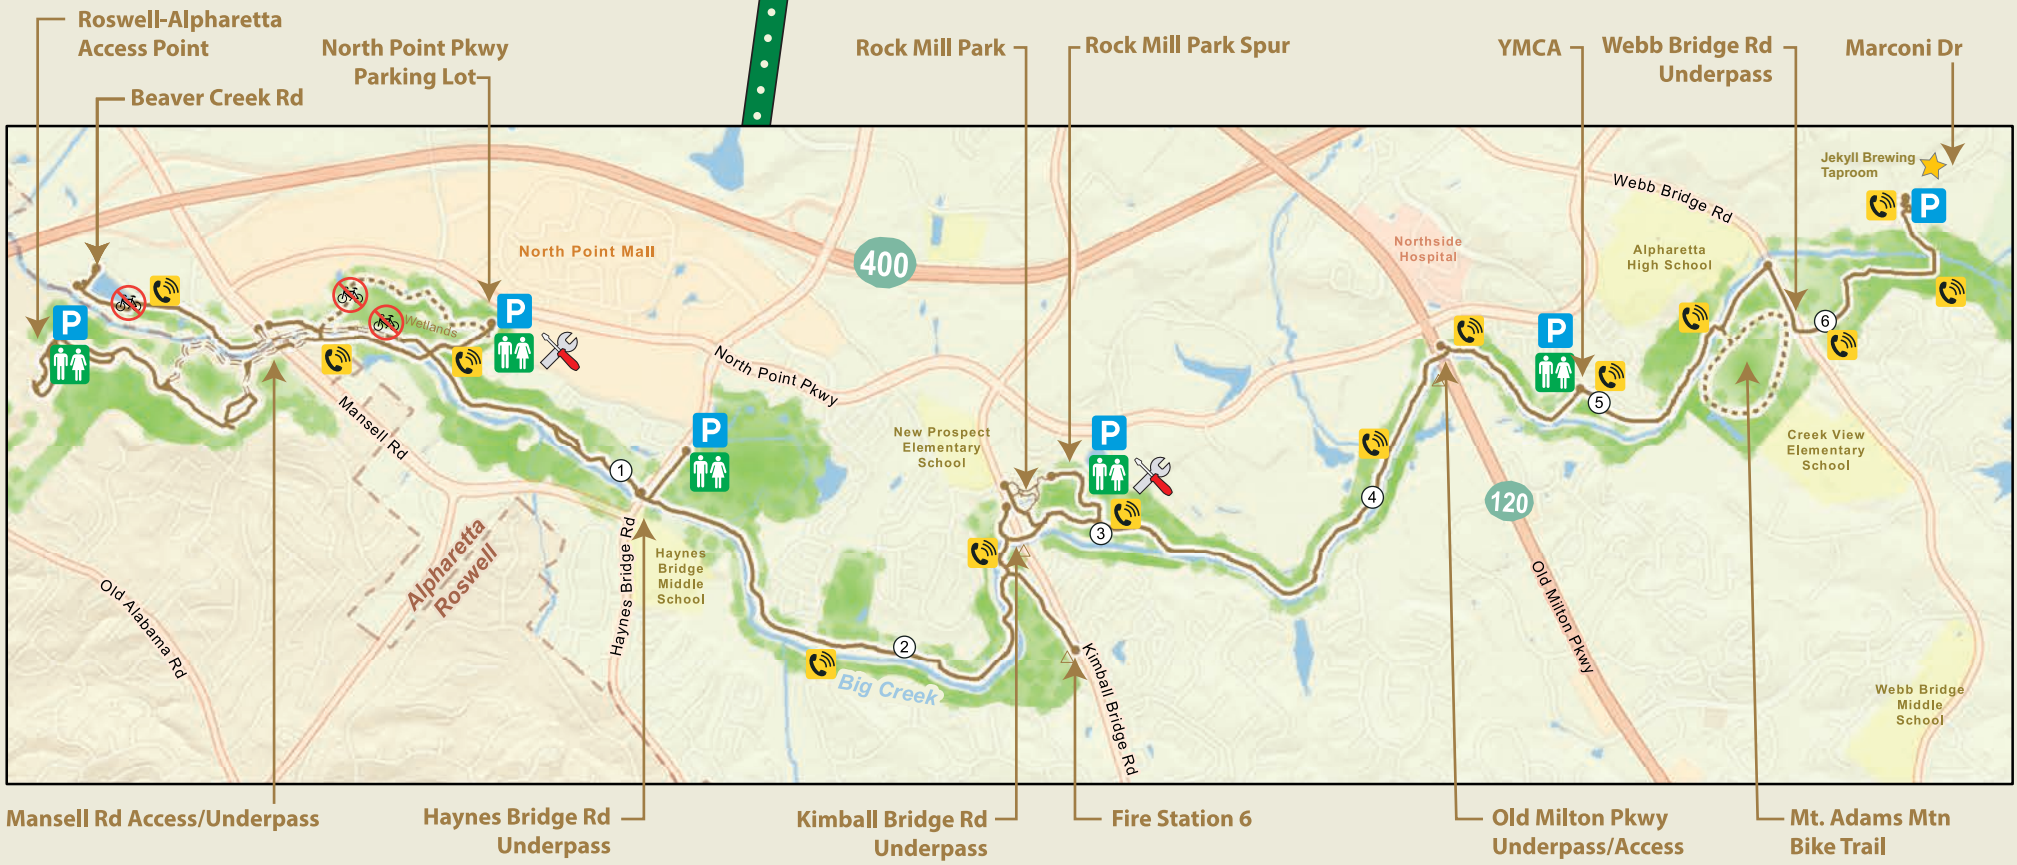 Roswell-Alpharetta
Access Point
Beaver Creek Rd
North Point Pkwy
Parking Lot
Rock Mill Park
Rock Mill Park Spur
YMCA
Webb Bridge Rd
Underpass
Marconi Dr
Jekyll Brewing
Taproom
P
Webb Bridge Rd
Northside
Hospital
Alpharetta
High School
North Point Mall
400
P
Wetlands
P
P
6
5
North Point Pkwy
Mansell Rd
P
P
New Prospect
Elementary
School
Creek View
Elementary
School
1
4
120
3
Alpharetta
Roswell
Haynes Bridge Rd
Haynes
Bridge
Middle
School
Old Alabama Rd
Old Milton Pkwy
2
Big Creek
Kimball Bridge Rd
Webb Bridge
Middle
School
Mansell Rd Access/Underpass
Haynes Bridge Rd
Underpass
Kimball Bridge Rd
Underpass
Fire Station 6
Old Milton Pkwy
Underpass/Access
Mt. Adams Mtn
Bike Trail